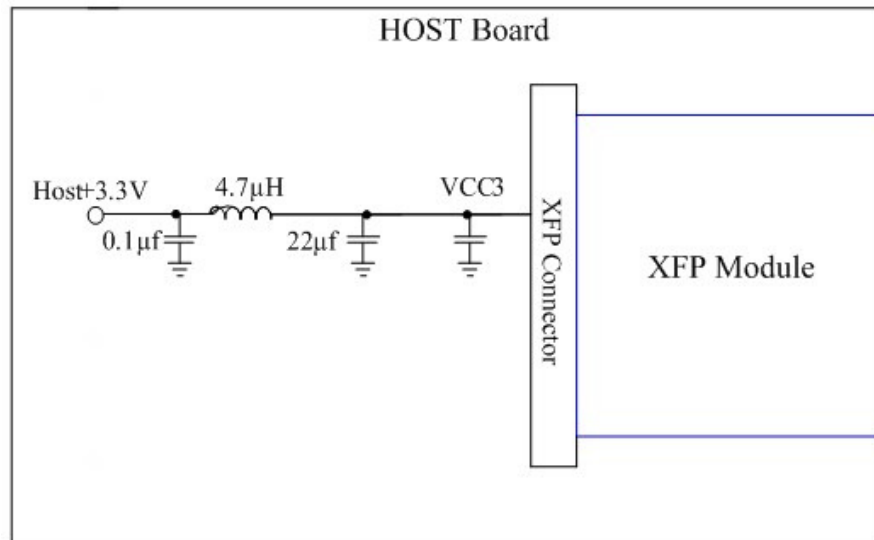 HOST Board
Host+3.3V
4.7μH
VCC3
0.1μf
22μf
XFP Connector
XFP Module